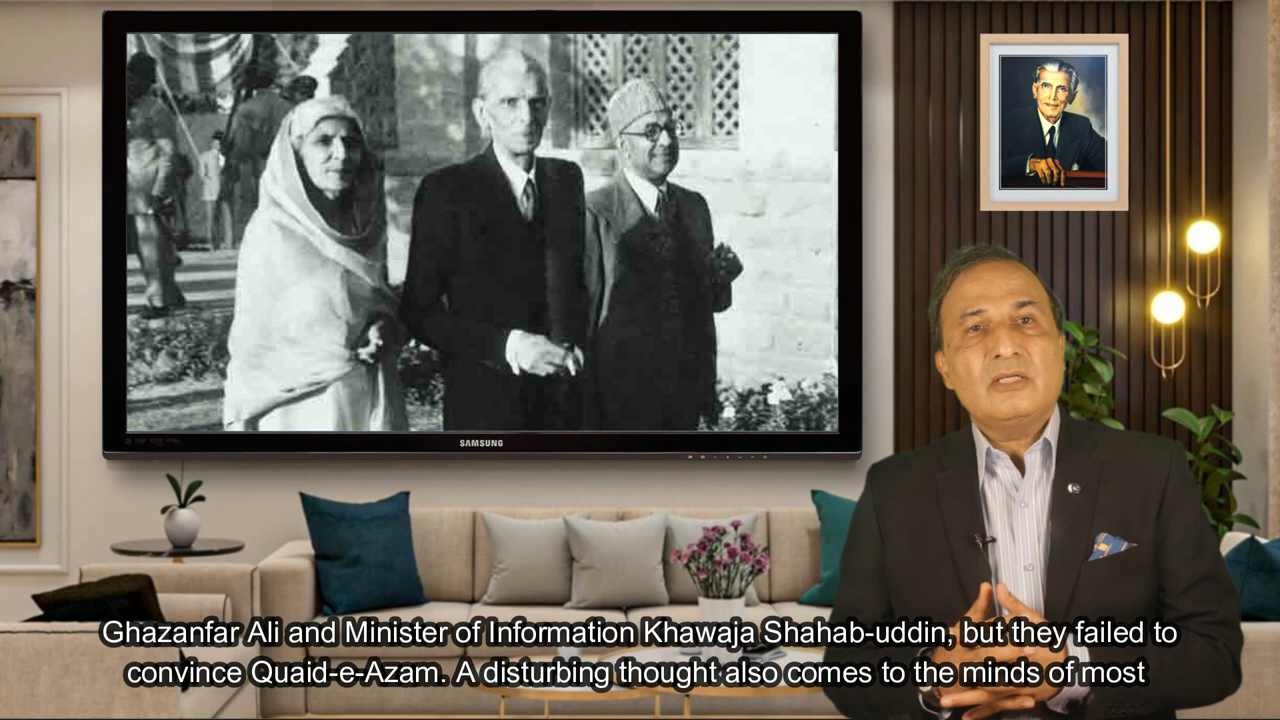 SAMSUNG
Ghazanfar Ali and Minister of Information Khawaja Shahab-uddin, but they failed to
convince Quaid-e-Azam. A disturbing thought also comes to the minds of most